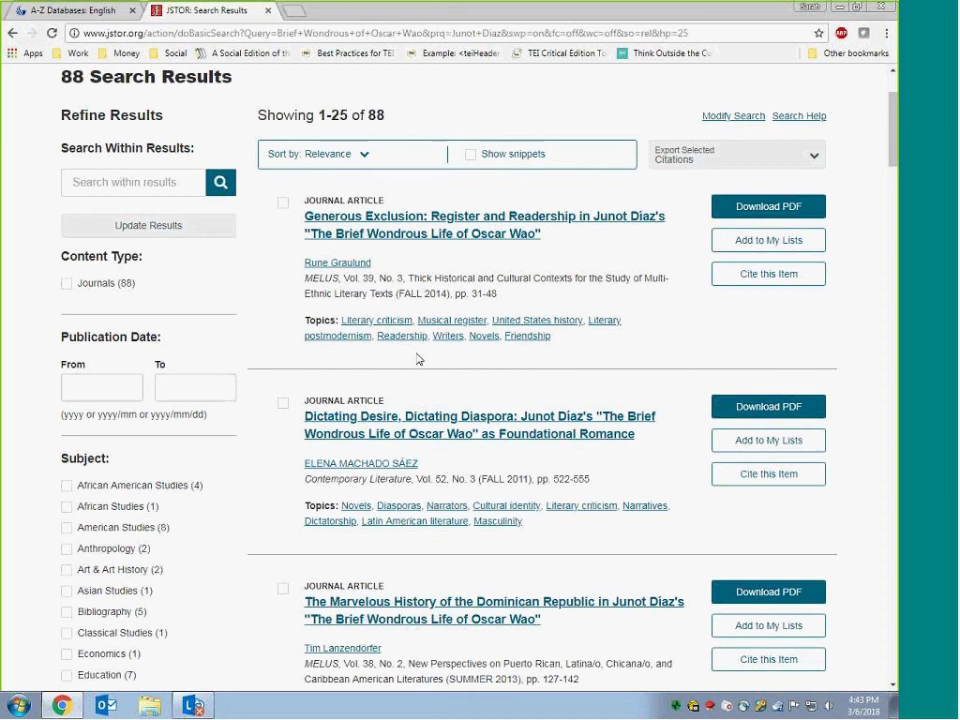 A-Z Databases: English
JSTOR: Search Results
www.jstor.org/action/doBasicSearch?Query=Brief+Wondrous+of+Oscar+Wao&prq=Junot+Diaz&swp=on&fc=off&wc=off&so=rel&hp=25
Apps Work Money Social A Social Edition of th Best Practices for TEI Example: <teiHeader TEI Critical Edition To Think Outside the Cu Other bookmarks
88 Search Results
Refine Results
Search Within Results:
Search within results
Update Results
Content Type:
Journals (88)
Publication Date:
From To
(yyyy or yyyy/mm or yyyy/mm/dd)
Subject:
African American Studies (4)
African Studies (1)
American Studies (8)
Anthropology (2)
Art & Art History (2)
Asian Studies (1)
Bibliography (5)
Classical Studies (1)
Economics (1)
Education (7)
Showing 1-25 of 88
Modify Search Search Help
Sort by: Relevance
Show snippets
Export Selected
Citations
JOURNAL ARTICLE
Generous Exclusion: Register and Readership in Junot Díaz's
"The Brief Wondrous Life of Oscar Wao"
Rune Graulund
MELUS, Vol. 39, No. 3, Thick Historical and Cultural Contexts for the Study of Multi-
Ethnic Literary Texts (FALL 2014), pp. 31-48
Topics: Literary criticism, Musical register, United States history, Literary
postmodernism, Readership, Writers, Novels, Friendship
Download PDF
Add to My Lists
Cite this Item
JOURNAL ARTICLE
Dictating Desire, Dictating Diaspora: Junot Díaz's "The Brief
Wondrous Life of Oscar Wao" as Foundational Romance
ELENA MACHADO SÁEZ
Contemporary Literature, Vol. 52, No. 3 (FALL 2011), pp. 522-555
Topics: Novels, Diasporas, Narrators, Cultural identity, Literary criticism, Narratives,
Dictatorship, Latin American literature, Masculinity
Download PDF
Add to My Lists
Cite this Item
JOURNAL ARTICLE
The Marvelous History of the Dominican Republic in Junot Díaz's
"The Brief Wondrous Life of Oscar Wao"
Tim Lanzendörfer
MELUS, Vol. 38, No. 2, New Perspectives on Puerto Rican, Latina/o, Chicana/o, and
Caribbean American Literatures (SUMMER 2013), pp. 127-142
Download PDF
Add to My Lists
Cite this Item
4:43 PM
3/6/2018